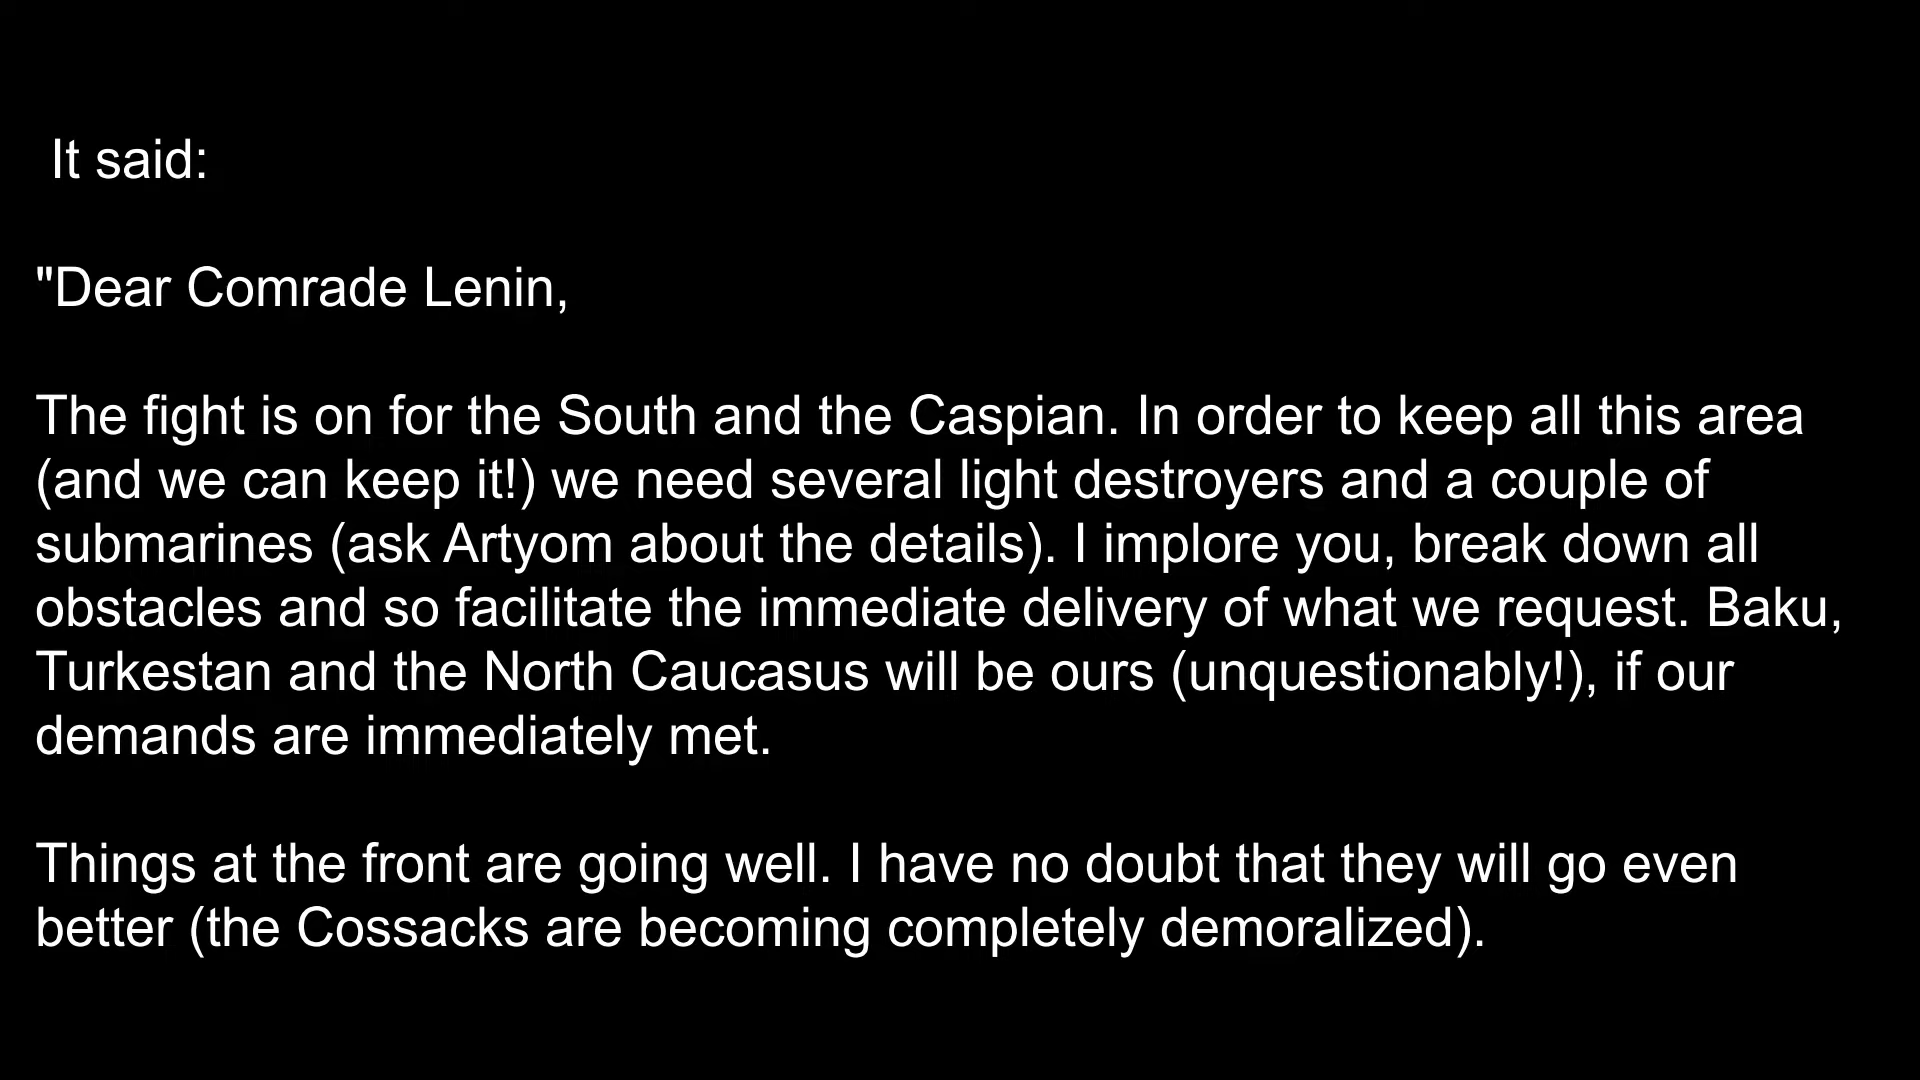 It said:
"Dear Comrade Lenin,
The fight is on for the South and the Caspian. In order to keep all this area
(and we can keep it!) we need several light destroyers and a couple of
submarines (ask Artyom about the details). I implore you, break down all
obstacles and so facilitate the immediate delivery of what we request. Baku,
Turkestan and the North Caucasus will be ours (unquestionably!), if our
demands are immediately met.
Things at the front are going well. I have no doubt that they will go even
better (the Cossacks are becoming completely demoralized).